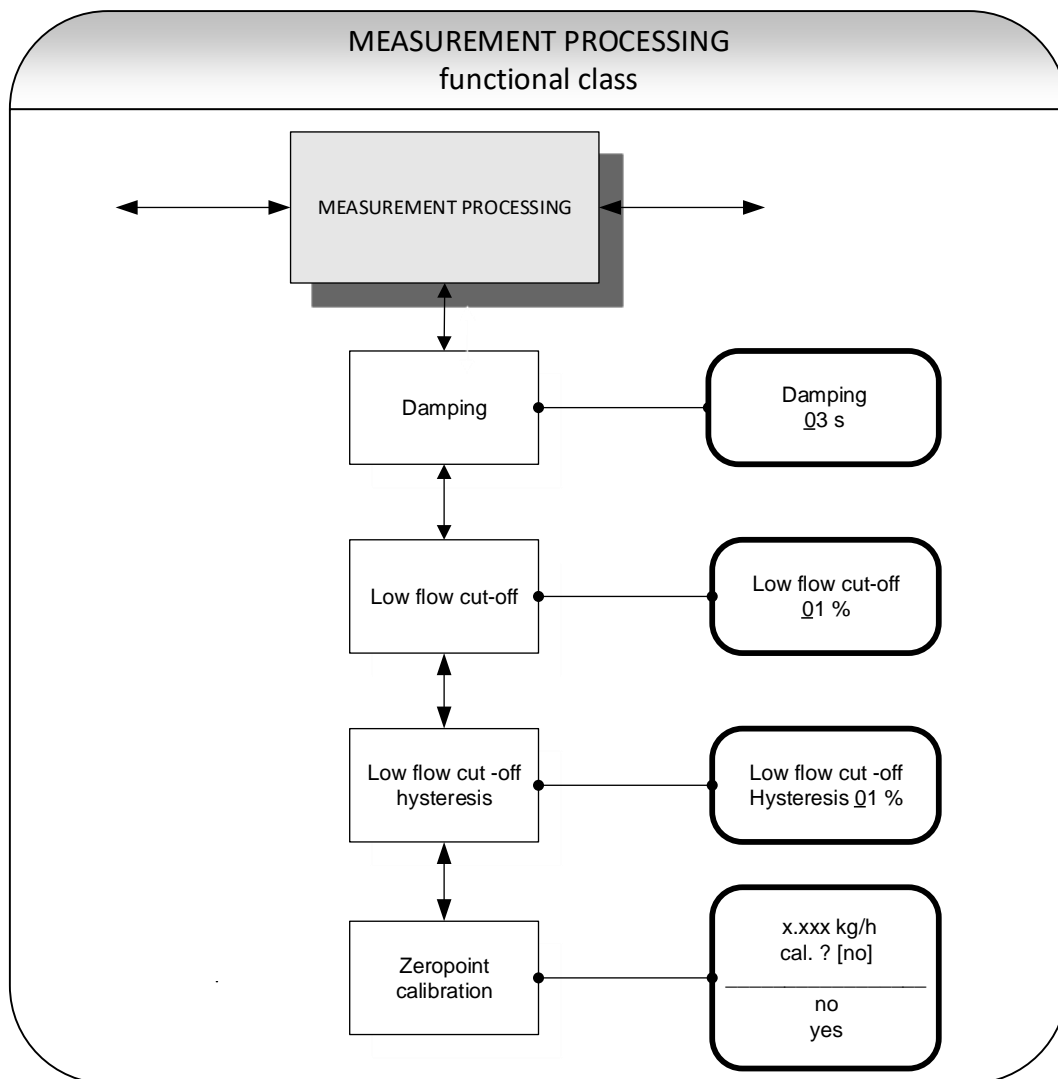 MEASUREMENT PROCESSING
functional class
MEASUREMENT PROCESSING
Damping
Damping
03 s
Low flow cut-off
Low flow cut-off
01 %
Low flow cut -off
hysteresis
Low flow cut -off
Hysteresis 01 %
Zeropoint
calibration
x.xxx kg/h
cal. ? [no]
no
yes